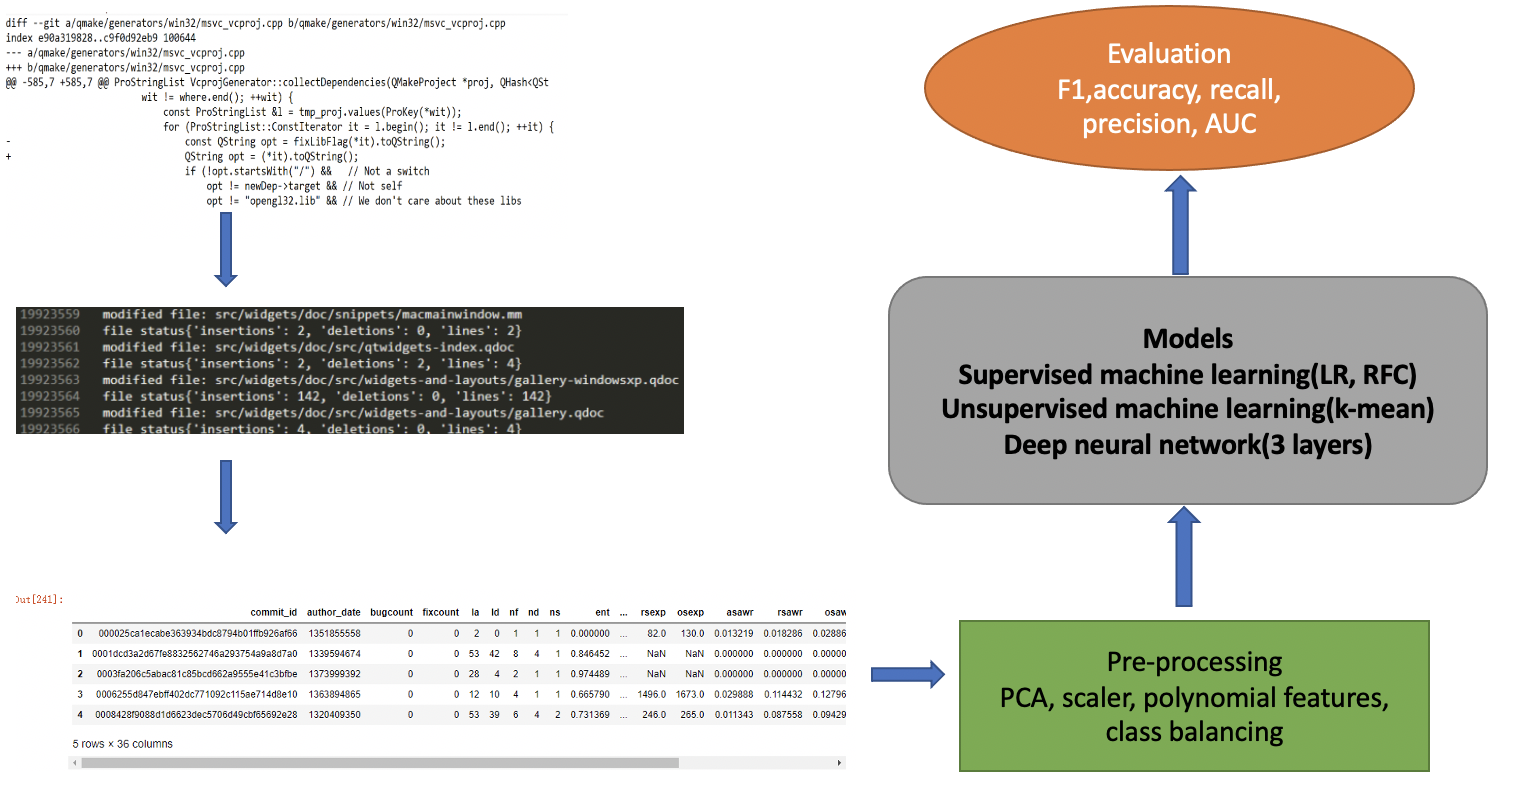 diff --git a/qmake/generators/win32/msvc_vcproj.cpp b/qmake/generators/win32/msvc_vcproj.cpp
index e90a319828..c9f0d92eb9 100644
--- a/qmake/generators/win32/msvc_vcproj.cpp
+++ b/qmake/generators/win32/msvc_vcproj.cpp
@@ -585,7 +585,7 @@ ProStringList VcprojGenerator::collectDependencies(QMakeProject *proj, QHash<QSt
wit != where.end(); ++wit) {
const ProStringList &l = tmp_proj.values(ProKey(*wit));
for (ProStringList::ConstIterator it = l.begin(); it != l.end(); ++it) {
- const QString opt = fixLibFlag(*it).toQString();
+ QString opt = (*it).toQString();
if (!opt.startsWith("/") && // Not a switch
opt != newDep->target && // Not self
opt != "opengl32.lib" && // We don't care about these libs
19923559 modified file: src/widgets/doc/snippets/macmainwindow.mm
19923560 file status{'insertions': 2, 'deletions': 0, 'lines': 2}
19923561 modified file: src/widgets/doc/src/qtwidgets-index.qdoc
19923562 file status{'insertions': 2, 'deletions': 2, 'lines': 4}
19923563 modified file: src/widgets/doc/src/widgets-and-layouts/gallery-windowsxp.qdoc
19923564 file status{'insertions': 142, 'deletions': 0, 'lines': 142}
19923565 modified file: src/widgets/doc/src/widgets-and-layouts/gallery.qdoc
19923566 file status{'insertions': 4, 'deletions': 0, 'lines': 4}
Out[241]:
commit_id author_date bugcount fixcount la ld nf nd ns ent ... rsexp osexp asawr rsawr osaw
0 000025ca1ecabe363934bdc8794b01ffb926af66 1351855558 0 0 2 0 1 1 1 0.000000 ... 82.0 130.0 0.013219 0.018286 0.02886
1 0001dcd3a2d67fe8832562746a293754a9a8d7a0 1339594674 0 0 53 42 8 4 1 0.846452 ... NaN NaN 0.000000 0.000000 0.0000
2 0003fa206c5abac81c85bcd662a9555e41c3bfbe 1373999392 0 0 28 4 2 1 1 0.974489 ... NaN NaN 0.000000 0.000000 0.0000
3 0006255d847ebff402dc771092c115ae714d8e10 1363894865 0 0 12 10 4 1 1 0.665790 ... 1496.0 1673.0 0.029888 0.114432 0.12796
4 0008428f9088d1d6623dec5706d49cbf65692e28 1320409350 0 0 53 39 6 4 2 0.731369 ... 246.0 265.0 0.011343 0.087558 0.09429
5 rows × 36 columns
Pre-processing
PCA, scaler, polynomial features,
class balancing
Models
Supervised machine learning(LR, RFC)
Unsupervised machine learning(k-mean)
Deep neural network(3 layers)
Evaluation
F1,accuracy, recall,
precision, AUC